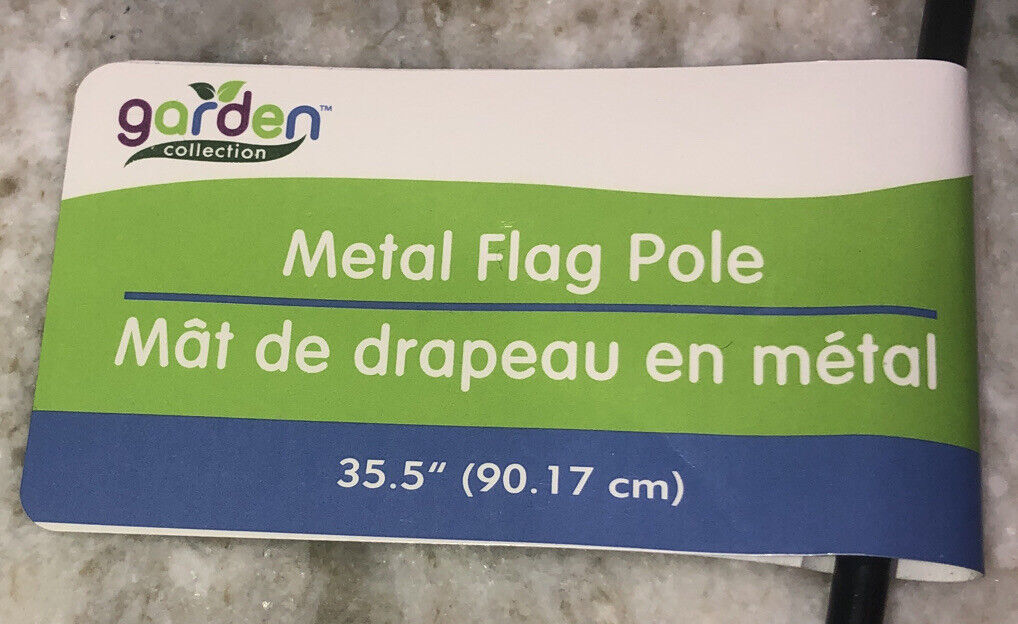 garden™
collection
Metal Flag Pole
Mât de drapeau en métal
35.5“ (90.17 cm)